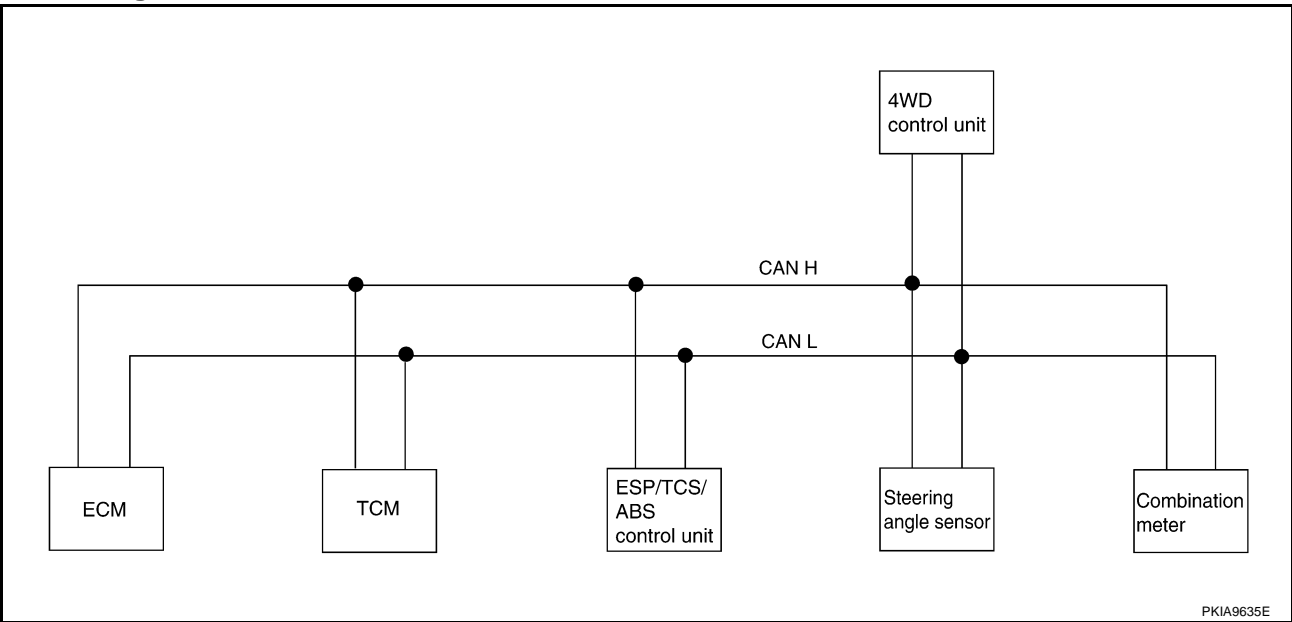 4WD
control unit
CAN H
CAN L
ECM
TCM
ESP/TCS/
ABS
control unit
Steering
angle sensor
Combination
meter
PKIA9635E